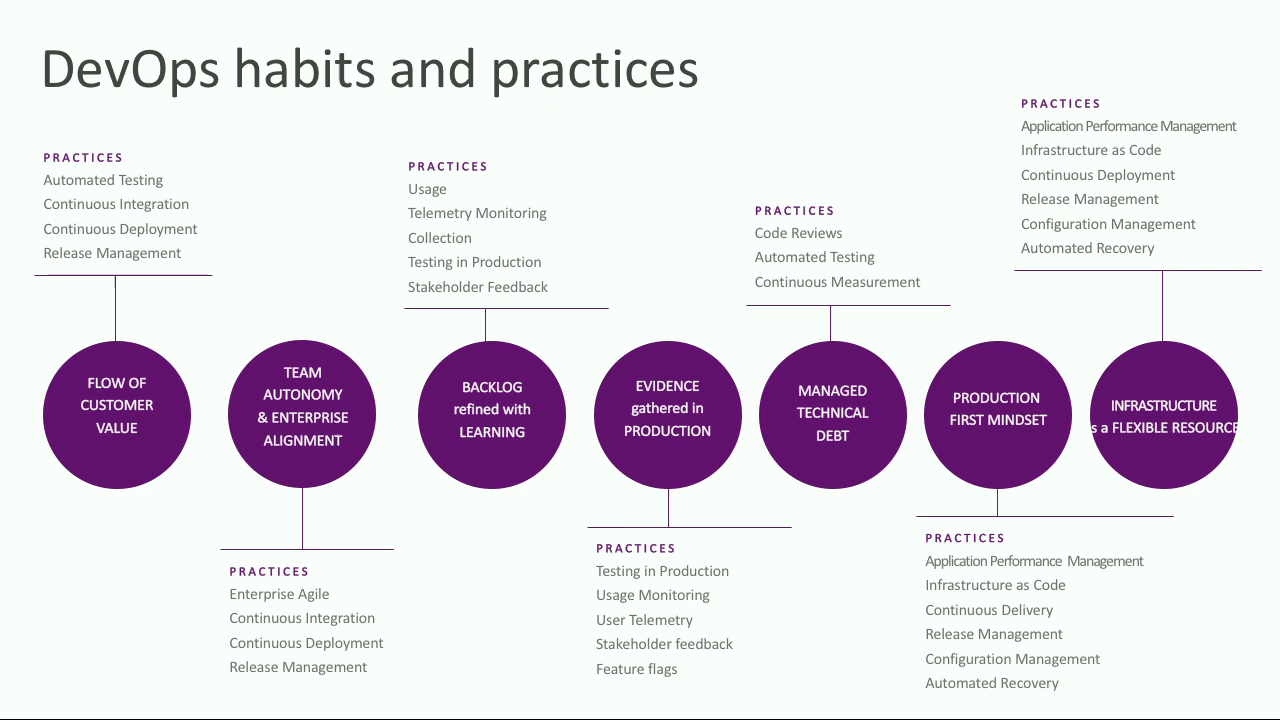 DevOps habits and practices
PRACTICES
Automated Testing
Continuous Integration
Continuous Deployment
Release Management
FLOW OF
CUSTOMER
VALUE
TEAM
AUTONOMY
& ENTERPRISE
ALIGNMENT
PRACTICES
Enterprise Agile
Continuous Integration
Continuous Deployment
Release Management
PRACTICES
Usage
Telemetry Monitoring
Collection
Testing in Production
Stakeholder Feedback
BACKLOG
refined with
LEARNING
EVIDENCE
gathered in
PRODUCTION
PRACTICES
Testing in Production
Usage Monitoring
User Telemetry
Stakeholder feedback
Feature flags
PRACTICES
Code Reviews
Automated Testing
Continuous Measurement
MANAGED
TECHNICAL
DEBT
PRODUCTION
FIRST MINDSET
PRACTICES
Application Performance Management
Infrastructure as Code
Continuous Delivery
Release Management
Configuration Management
Automated Recovery
PRACTICES
Application Performance Management
Infrastructure as Code
Continuous Deployment
Release Management
Configuration Management
Automated Recovery
INFRASTRUCTURE
s a FLEXIBLE RESOURCE